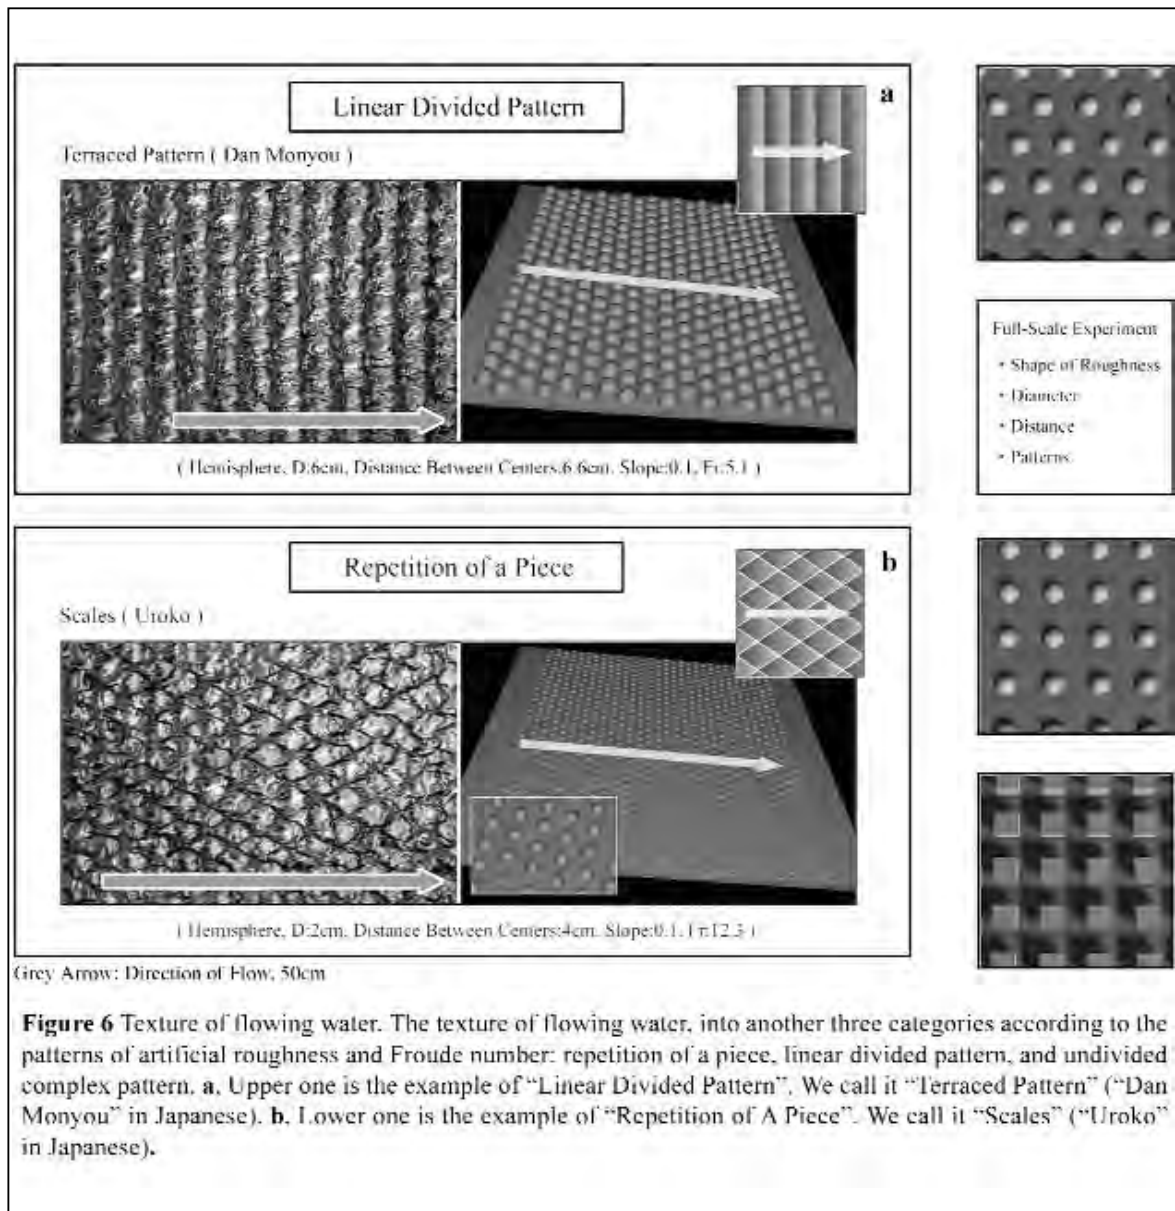 Linear Divided Pattern
a
Terraced Pattern ( Dan Monyou )
( Hemisphere, D:6cm, Distance Between Centers:6.6cm, Slope:0.1, Fr:5.1 )
Full-Scale Experiment
• Shape of Roughness
• Diameter
• Distance
• Patterns
Repetition of a Piece
b
Scales ( Uroko )
( Hemisphere, D:2cm, Distance Between Centers:4cm, Slope:0.1, Fr:12.3 )
Grey Arrow: Direction of Flow, 50cm
Figure 6 Texture of flowing water. The texture of flowing water, into another three categories according to the
patterns of artificial roughness and Froude number: repetition of a piece, linear divided pattern, and undivided
complex pattern. a, Upper one is the example of “Linear Divided Pattern”. We call it “Terraced Pattern” (“Dan
Monyou” in Japanese). b, Lower one is the example of “Repetition of A Piece”. We call it “Scales” (“Uroko”
in Japanese).